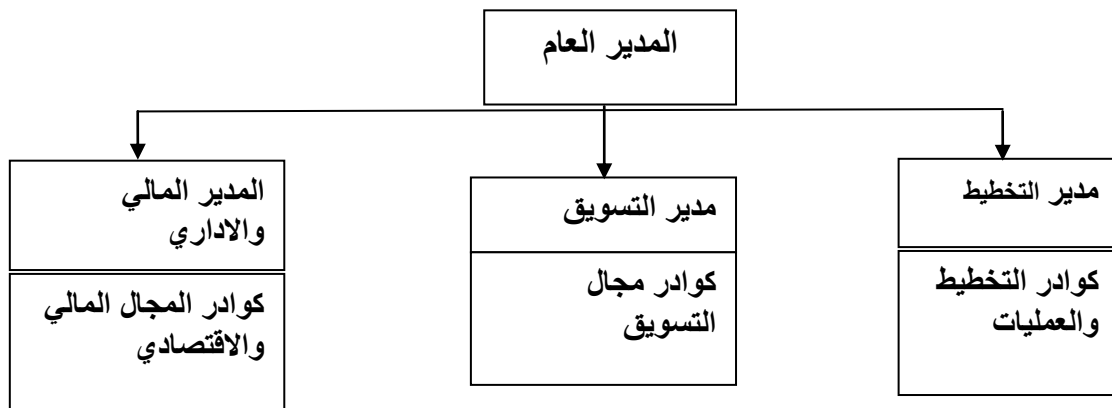 المدير العام
مدير التخطيط
كوادر التخطيط
والعمليات
مدير التسويق
كوادر مجال
التسويق
المدير المالي
والاداري
كوادر المجال المالي
والاقتصادي